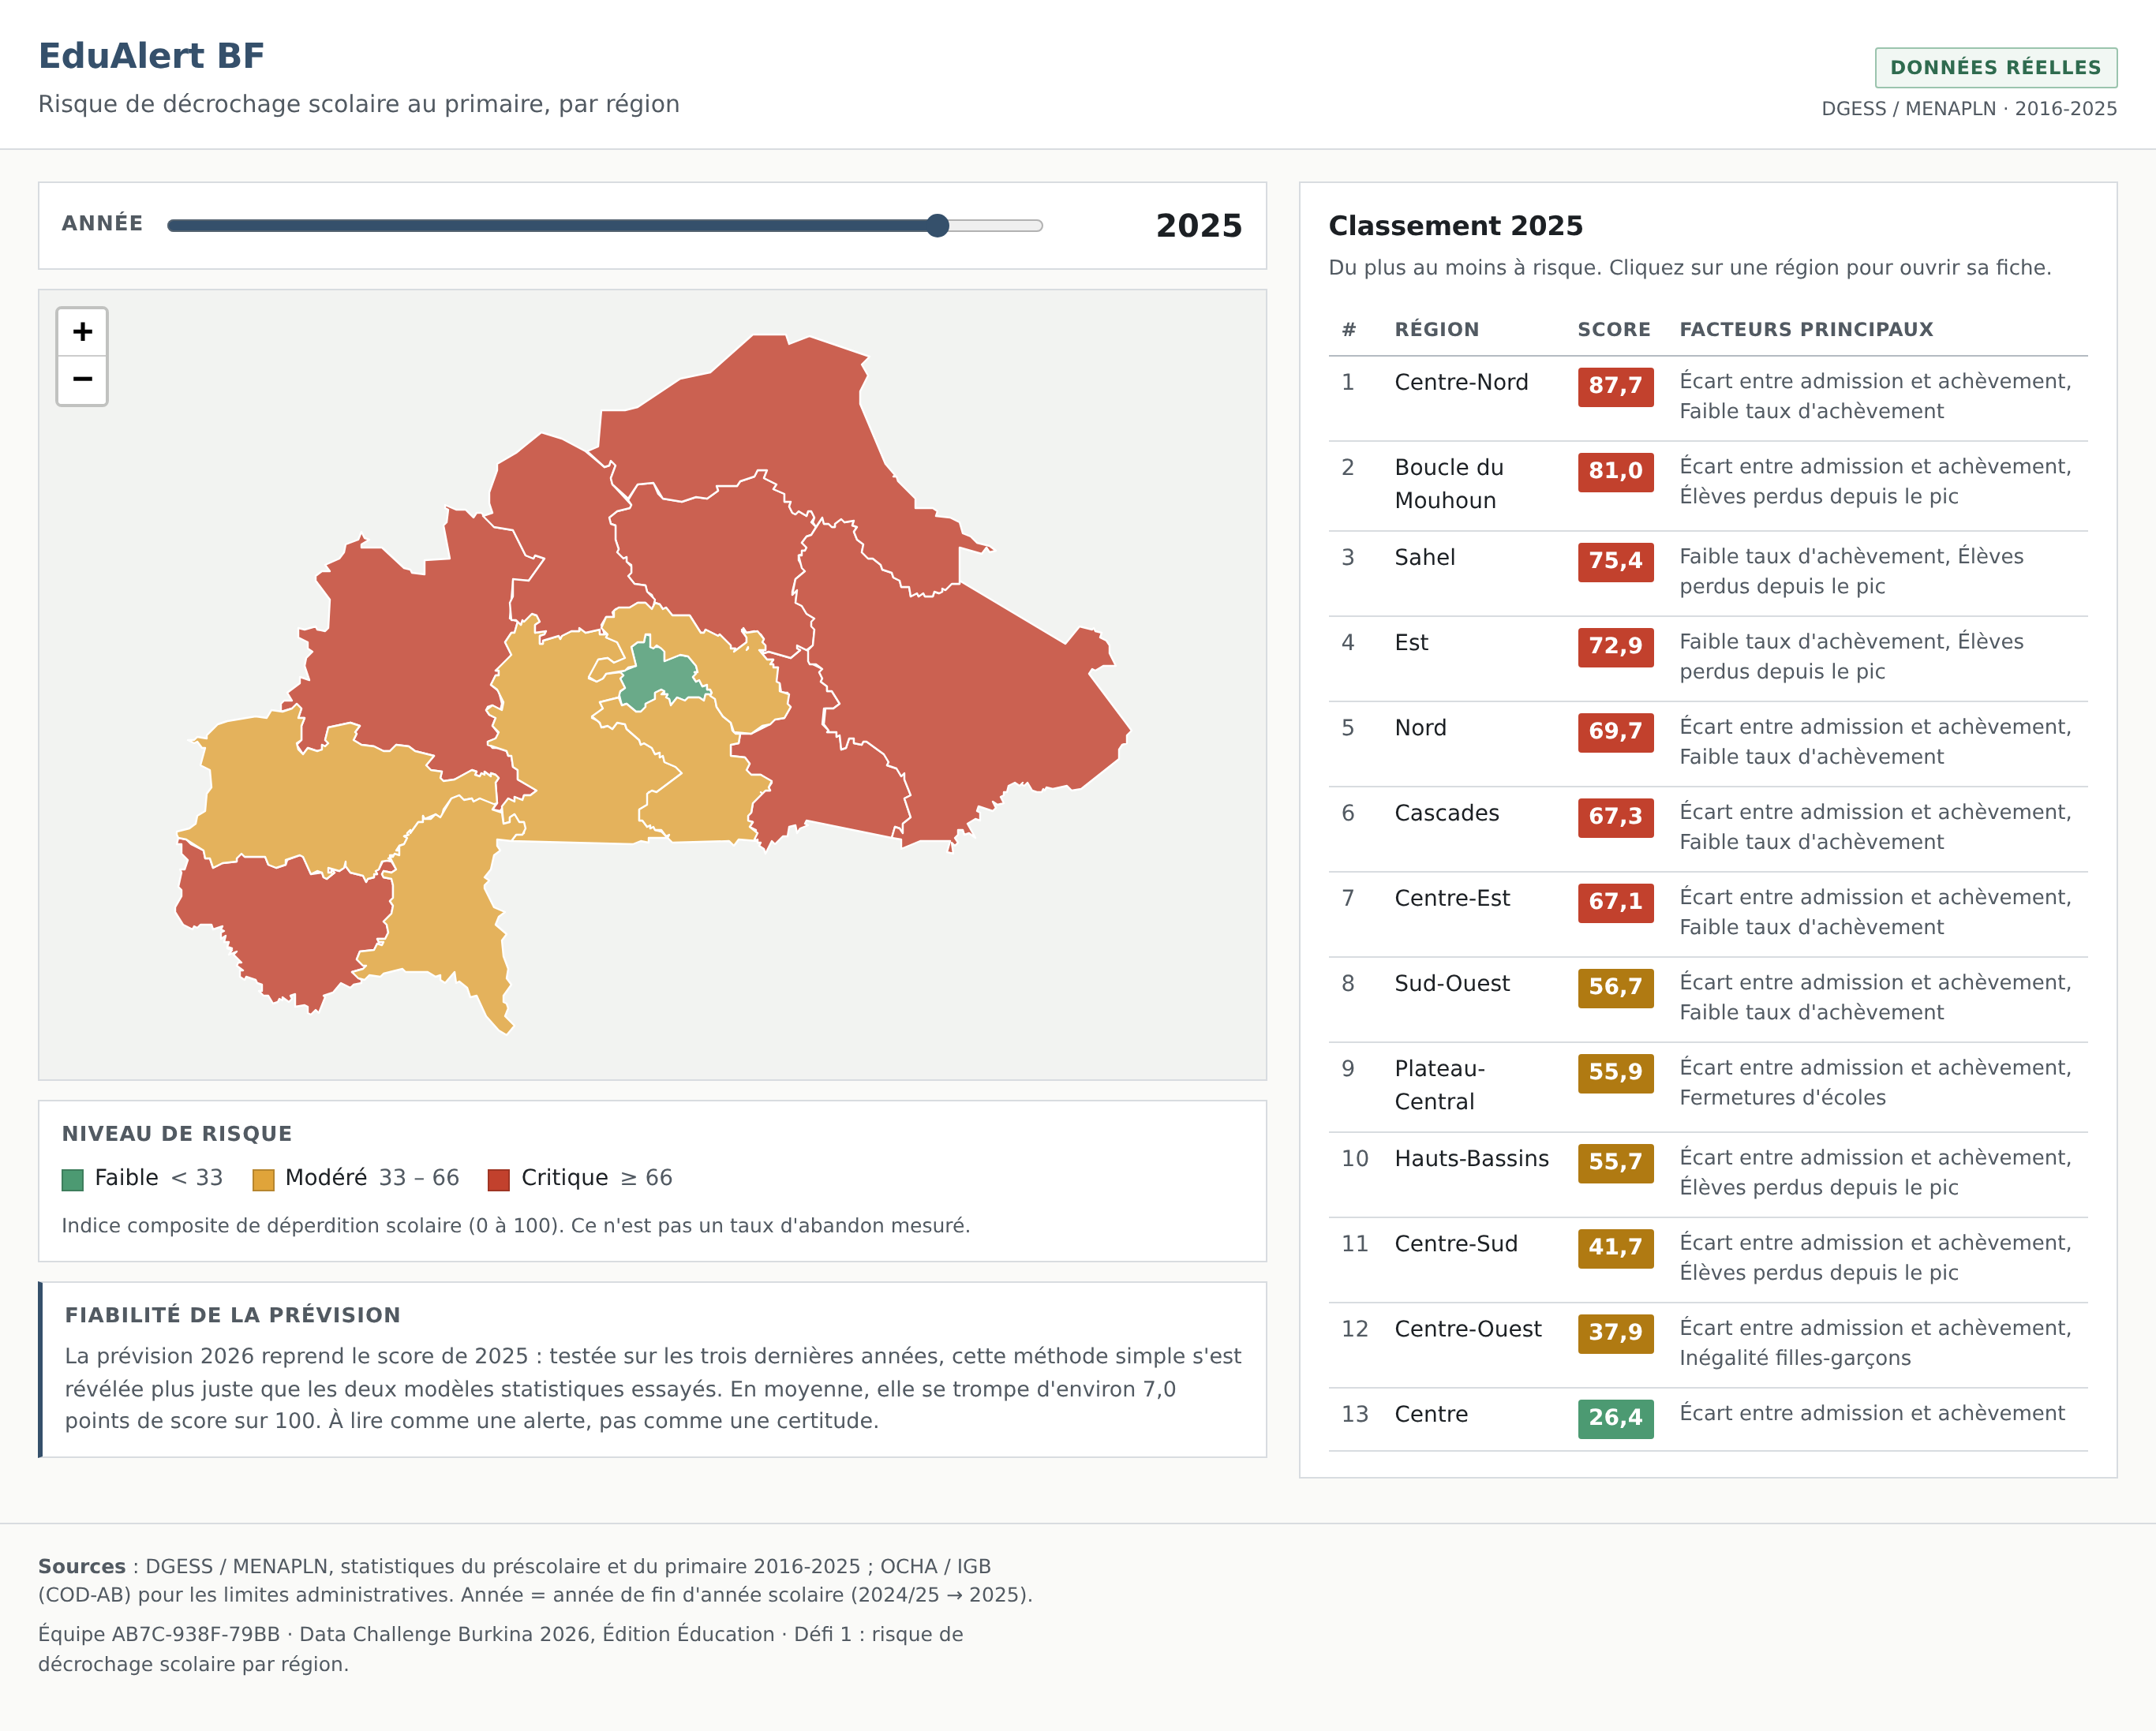 EduAlert BF
Risque de décrochage scolaire au primaire, par région
DONNÉES RÉELLES
DGESS / MENAPLN · 2016-2025
ANNÉE
2025
+
−
NIVEAU DE RISQUE
Faible < 33 Modéré 33 – 66 Critique ≥ 66
Indice composite de déperdition scolaire (0 à 100). Ce n'est pas un taux d'abandon mesuré.
FIABILITÉ DE LA PRÉVISION
La prévision 2026 reprend le score de 2025 : testée sur les trois dernières années, cette méthode simple s'est
révélée plus juste que les deux modèles statistiques essayés. En moyenne, elle se trompe d'environ 7,0
points de score sur 100. À lire comme une alerte, pas comme une certitude.
Classement 2025
Du plus au moins à risque. Cliquez sur une région pour ouvrir sa fiche.
# RÉGION SCORE FACTEURS PRINCIPAUX
1 Centre-Nord 87,7 Écart entre admission et achèvement,
Faible taux d'achèvement
2 Boucle du 81,0 Écart entre admission et achèvement,
Mouhoun Élèves perdus depuis le pic
3 Sahel 75,4 Faible taux d'achèvement, Élèves
perdus depuis le pic
4 Est 72,9 Faible taux d'achèvement, Élèves
perdus depuis le pic
5 Nord 69,7 Écart entre admission et achèvement,
Faible taux d'achèvement
6 Cascades 67,3 Écart entre admission et achèvement,
Faible taux d'achèvement
7 Centre-Est 67,1 Écart entre admission et achèvement,
Faible taux d'achèvement
8 Sud-Ouest 56,7 Écart entre admission et achèvement,
Faible taux d'achèvement
9 Plateau- 55,9 Écart entre admission et achèvement,
Central Fermetures d'écoles
10 Hauts-Bassins 55,7 Écart entre admission et achèvement,
Élèves perdus depuis le pic
11 Centre-Sud 41,7 Écart entre admission et achèvement,
Élèves perdus depuis le pic
12 Centre-Ouest 37,9 Écart entre admission et achèvement,
Inégalité filles-garçons
13 Centre 26,4 Écart entre admission et achèvement
Sources : DGESS / MENAPLN, statistiques du préscolaire et du primaire 2016-2025 ; OCHA / IGB
(COD-AB) pour les limites administratives. Année = année de fin d'année scolaire (2024/25 → 2025).
Équipe AB7C-938F-79BB · Data Challenge Burkina 2026, Édition Éducation · Défi 1 : risque de
décrochage scolaire par région.